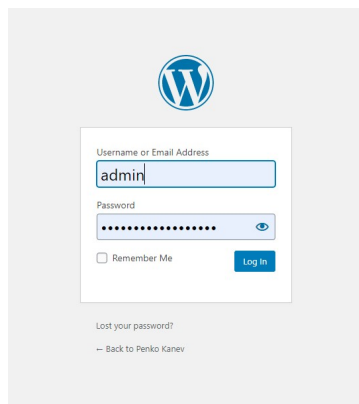 Username or Email Address
admin
Password
Remember Me
Log In
Lost your password?
← Back to Penko Kanev